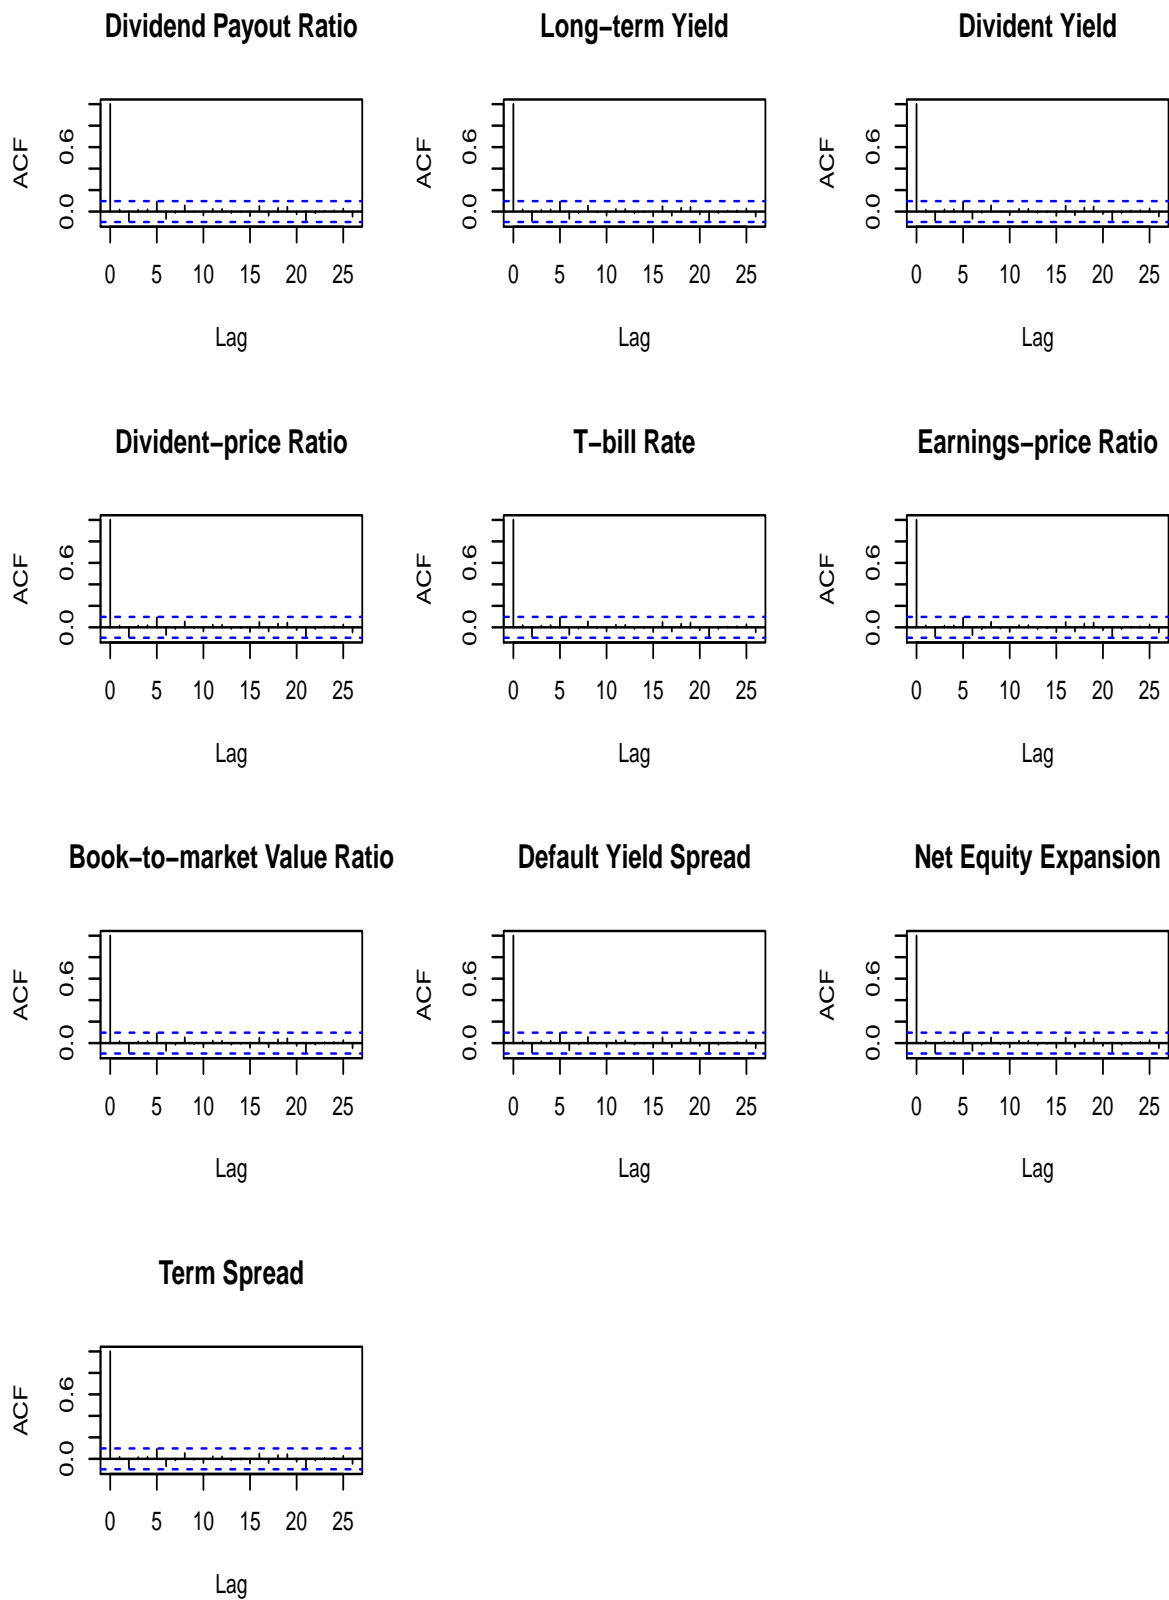 Dividend Payout Ratio
ACF
0.0 0.6
0 5 10 15 20 25
Lag
Long-term Yield
ACF
0.0 0.6
0 5 10 15 20 25
Lag
Divident Yield
ACF
0.0 0.6
0 5 10 15 20 25
Lag
Divident-price Ratio
ACF
0.0 0.6
0 5 10 15 20 25
Lag
T-bill Rate
ACF
0.0 0.6
0 5 10 15 20 25
Lag
Earnings-price Ratio
ACF
0.0 0.6
0 5 10 15 20 25
Lag
Book-to-market Value Ratio
ACF
0.0 0.6
0 5 10 15 20 25
Lag
Default Yield Spread
ACF
0.0 0.6
0 5 10 15 20 25
Lag
Net Equity Expansion
ACF
0.0 0.6
0 5 10 15 20 25
Lag
Term Spread
ACF
0.0 0.6
0 5 10 15 20 25
Lag